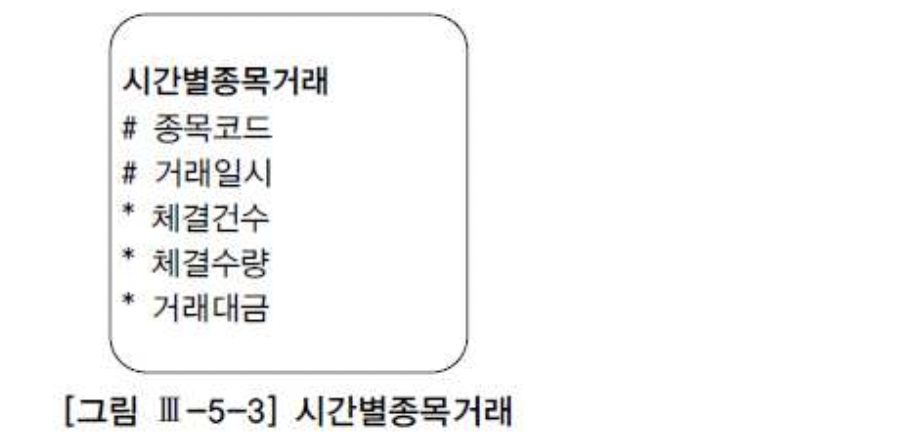 시간별종목거래
# 종목코드
# 거래일시
* 체결건수
* 체결수량
* 거래대금
[그림 Ⅲ-5-3] 시간별종목거래